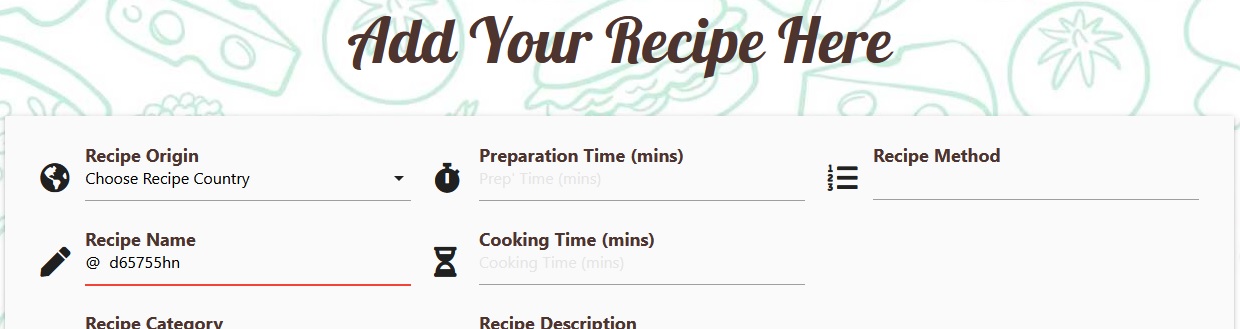 Add Your Recipe Here
Recipe Origin
Choose Recipe Country
Preparation Time (mins)
Prep' Time (mins)
Recipe Method
Recipe Name
@ d65755hn
Cooking Time (mins)
Cooking Time (mins)
Recipe Category
Recipe Description